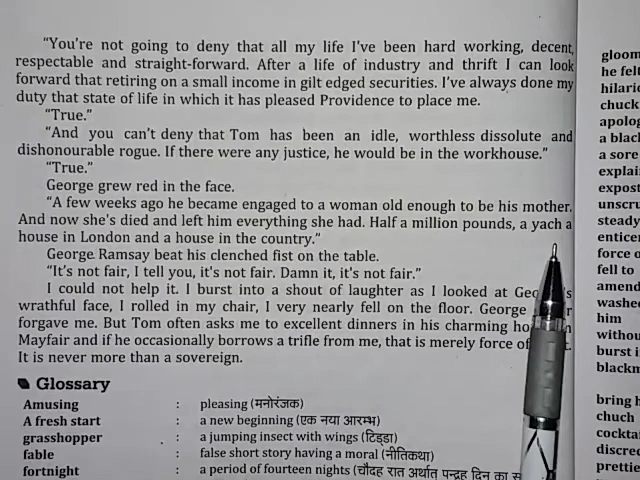 "You're not going to deny that all my life I've been hard working, decent,
respectable and straight-forward. After a life of industry and thrift I can look
forward that retiring on a small income in gilt edged securities. I've always done my
duty that state of life in which it has pleased Providence to place me.
"True."
"And you can't deny that Tom has been an idle, worthless dissolute and
dishonourable rogue. If there were any justice, he would be in the workhouse."
"True."
George grew red in the face.
"A few weeks ago he became engaged to a woman old enough to be his mother.
And now she's died and left him everything she had. Half a million pounds, a yach a
house in London and a house in the country."
George Ramsay beat his clenched fist on the table.
"It's not fair, I tell you, it's not fair. Damn it, it's not fair."
I could not help it. I burst into a shout of laughter as I looked at
wrathful face, I rolled in my chair, I very nearly fell on the floor. George
forgave me. But Tom often asks me to excellent dinners in his charming
Mayfair and if he occasionally borrows a trifle from me, that is merely force
It is never more than a sovereign.
Glossary
Amusing : pleasing (मनोरंजक)
A fresh start : a new beginning (एक नया आरम्भ)
grasshopper : a jumping insect with wings (टिड्डा)
fable : false short story having a moral (नीतिकथा)
fortnight : a period of fourteen nights (चौदह रात अर्थात् पन्द्रह दिन का
gloom
he fel
hilari
chuck
apolog
a blac
a sore
explai
expost
unscru
steady
entice
force o
fell to
amend
washe
him
withou
burst i
blackm
bring h
chuch
cockta
discre
prettie